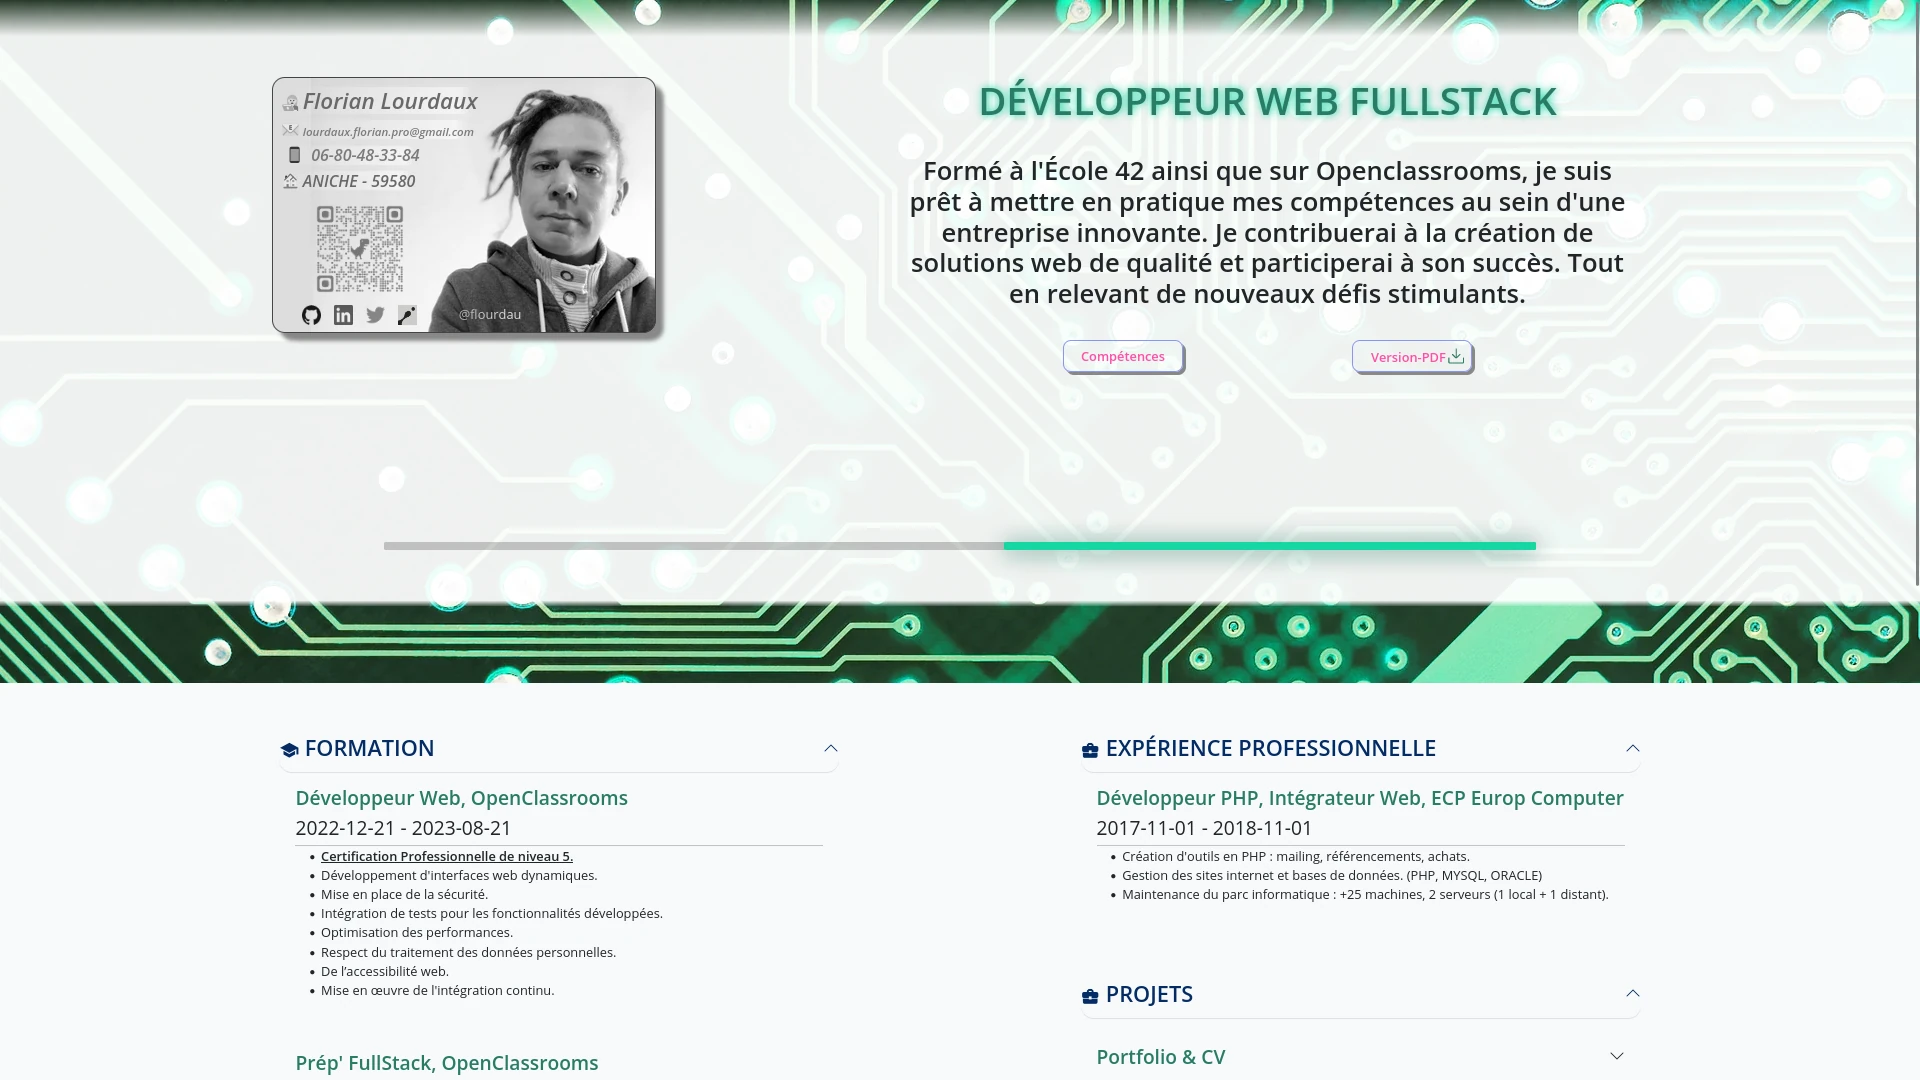 Florian Lourdaux
lourdaux.florian.pro@gmail.com
06-80-48-33-84
ANICHE - 59580
@flourdau
DÉVELOPPEUR WEB FULLSTACK
Formé à l'École 42 ainsi que sur Openclassrooms, je suis
prêt à mettre en pratique mes compétences au sein d'une
entreprise innovante. Je contribuerai à la création de
solutions web de qualité et participerai à son succès. Tout
en relevant de nouveaux défis stimulants.
Compétences
Version-PDF
FORMATION
Développeur Web, OpenClassrooms
2022-12-21 - 2023-08-21
Certification Professionnelle de niveau 5.
Développement d'interfaces web dynamiques.
Mise en place de la sécurité.
Intégration de tests pour les fonctionnalités développées.
Optimisation des performances.
Respect du traitement des données personnelles.
De l’accessibilité web.
Mise en œuvre de l'intégration continu.
Prép' FullStack, OpenClassrooms
EXPÉRIENCE PROFESSIONNELLE
Développeur PHP, Intégrateur Web, ECP Europ Computer
2017-11-01 - 2018-11-01
Création d'outils en PHP : mailing, référencements, achats.
Gestion des sites internet et bases de données. (PHP, MYSQL, ORACLE)
Maintenance du parc informatique : +25 machines, 2 serveurs (1 local + 1 distant).
PROJETS
Portfolio & CV